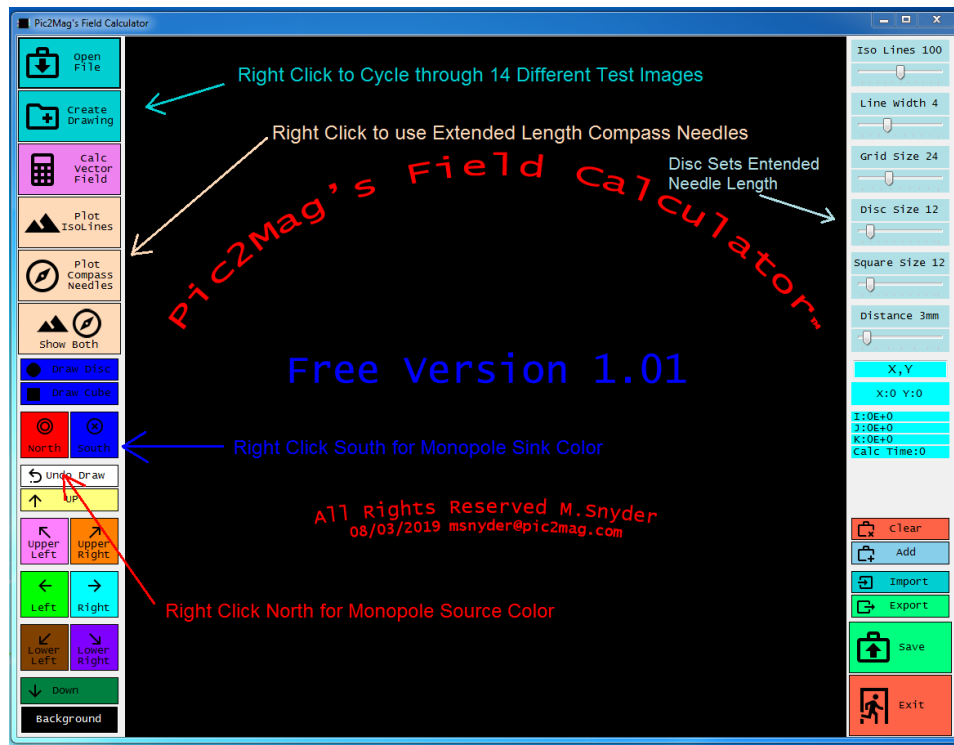 Pic2Mag's Field Calculator
Open
File
Create
Drawing
Calc
Vector
Field
Plot
IsoLines
Plot
Compass
Needles
Show Both
Draw Disc
Draw Cube
North
South
Undo Draw
UP
Upper
Left
Upper
Right
Left
Right
Lower
Left
Lower
Right
Down
Background
Right Click to Cycle through 14 Different Test Images
Right Click to use Extended Length Compass Needles
Disc Sets Entended
Needle Length
Pic2Mag's Field Calculator™
Free Version 1.01
Right Click South for Monopole Sink Color
All Rights Reserved M.Snyder
08/03/2019 msnyder@pic2mag.com
Right Click North for Monopole Source Color
Iso Lines 100
Line Width 4
Grid Size 24
Disc Size 12
Square Size 12
Distance 3mm
X,Y
X:0 Y:0
I:0E+0
J:0E+0
K:0E+0
Calc Time:0
Clear
Add
Import
Export
Save
Exit